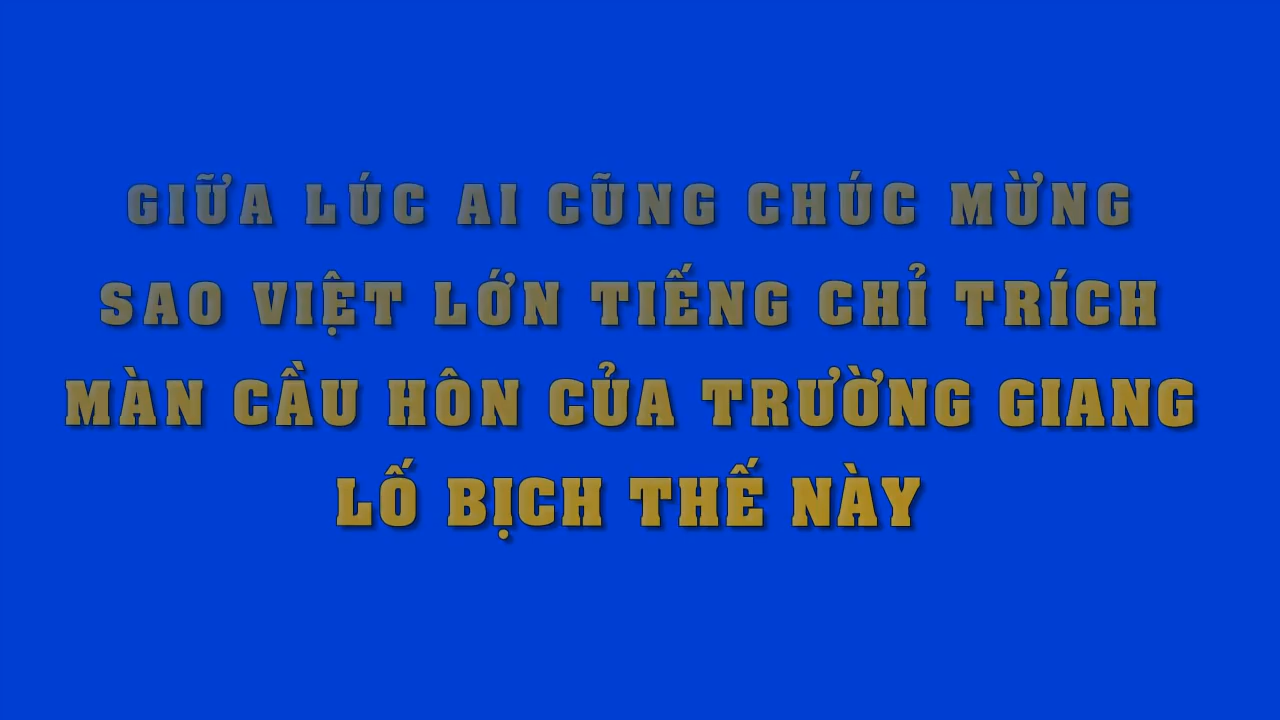 GIỮA LÚC AI CŨNG CHÚC MỪNG
SAO VIỆT LỚN TIẾNG CHỈ TRÍCH
MÀN CẦU HÔN CỦA TRƯỜNG GIANG
LỐ BỊCH THẾ NÀY